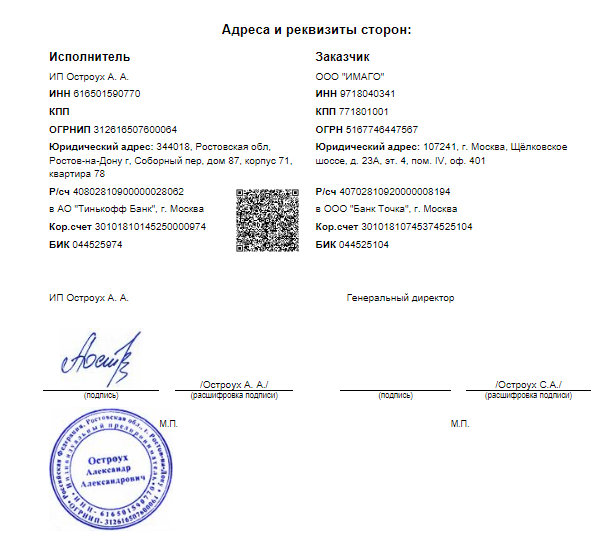 Адреса и реквизиты сторон:
Исполнитель
ИП Остроух А. А.
ИНН 616501590770
КПП
ОГРНИП 312616507600064
Юридический адрес: 344018, Ростовская обл,
Ростов-на-Дону г, Соборный пер, дом 87, корпус 71,
квартира 78
Р/сч 40802810900000028062
в АО "Тинькофф Банк", г. Москва
Кор.счет 30101810145250000974
БИК 044525974
Заказчик
ООО "ИМАГО"
ИНН 9718040341
КПП 771801001
ОГРН 5167746447567
Юридический адрес: 107241, г. Москва, Щёлковское
шоссе, д. 23А, эт. 4, пом. IV, оф. 401
Р/сч 40702810920000008194
в ООО "Банк Точка", г. Москва
Кор.счет 30101810745374525104
БИК 044525104
ИП Остроух А. А.
/Остроух А. А./
(подпись)
(расшифровка подписи)
М.П.
Генеральный директор
/Остроух С.А./
(подпись)
(расшифровка подписи)
М.П.
Российская Федерация, Ростовская обл., г. Ростов-на-Дону
Индивидуальный предприниматель
Остроух
Александр
Александрович
ИНН 616501590770
ОГРНИП 312616507600064